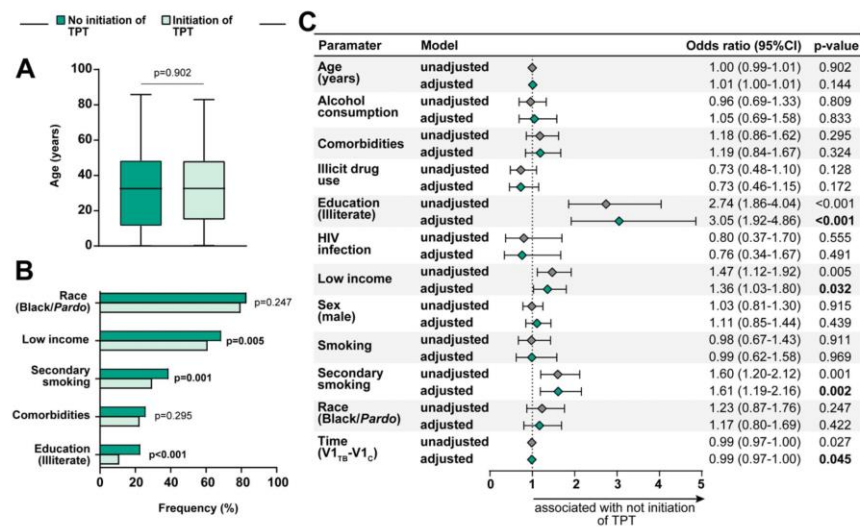 No initiation of
TPT
Initiation of
TPT
A
p=0.902
100
80
60
40
20
0
Age (years)
B
Race
(Black/Pardo)
p=0.247
Low income
p=0.005
Secondary
smoking
p=0.001
Comorbidities
p=0.295
Education
(Illiterate)
p<0.001
0 20 40 60 80 100
Frequency (%)
C
Paramater Model Odds ratio (95%CI) p-value
Age
(years)
unadjusted 1.00 (0.99-1.01) 0.902
adjusted 1.01 (1.00-1.01) 0.144
Alcohol
consumption
unadjusted 0.96 (0.69-1.33) 0.809
adjusted 1.05 (0.69-1.58) 0.833
Comorbidities
unadjusted 1.18 (0.86-1.62) 0.295
adjusted 1.19 (0.84-1.67) 0.324
Illicit drug
use
unadjusted 0.73 (0.48-1.10) 0.128
adjusted 0.73 (0.46-1.15) 0.172
Education
(Illiterate)
unadjusted 2.74 (1.86-4.04) <0.001
adjusted 3.05 (1.92-4.86) <0.001
HIV
infection
unadjusted 0.80 (0.37-1.70) 0.555
adjusted 0.76 (0.34-1.67) 0.491
Low income
unadjusted 1.47 (1.12-1.92) 0.005
adjusted 1.36 (1.03-1.80) 0.032
Sex
(male)
unadjusted 1.03 (0.81-1.30) 0.915
adjusted 1.11 (0.85-1.44) 0.439
Smoking
unadjusted 0.98 (0.67-1.43) 0.911
adjusted 0.99 (0.62-1.58) 0.969
Secondary
smoking
unadjusted 1.60 (1.20-2.12) 0.001
adjusted 1.61 (1.19-2.16) 0.002
Race
(Black/Pardo)
unadjusted 1.23 (0.87-1.76) 0.247
adjusted 1.17 (0.80-1.69) 0.422
Time
(V1TB-V1C)
unadjusted 0.99 (0.97-1.00) 0.027
adjusted 0.99 (0.97-1.00) 0.045
0 1 2 3 4 5
associated with not initiation
of TPT